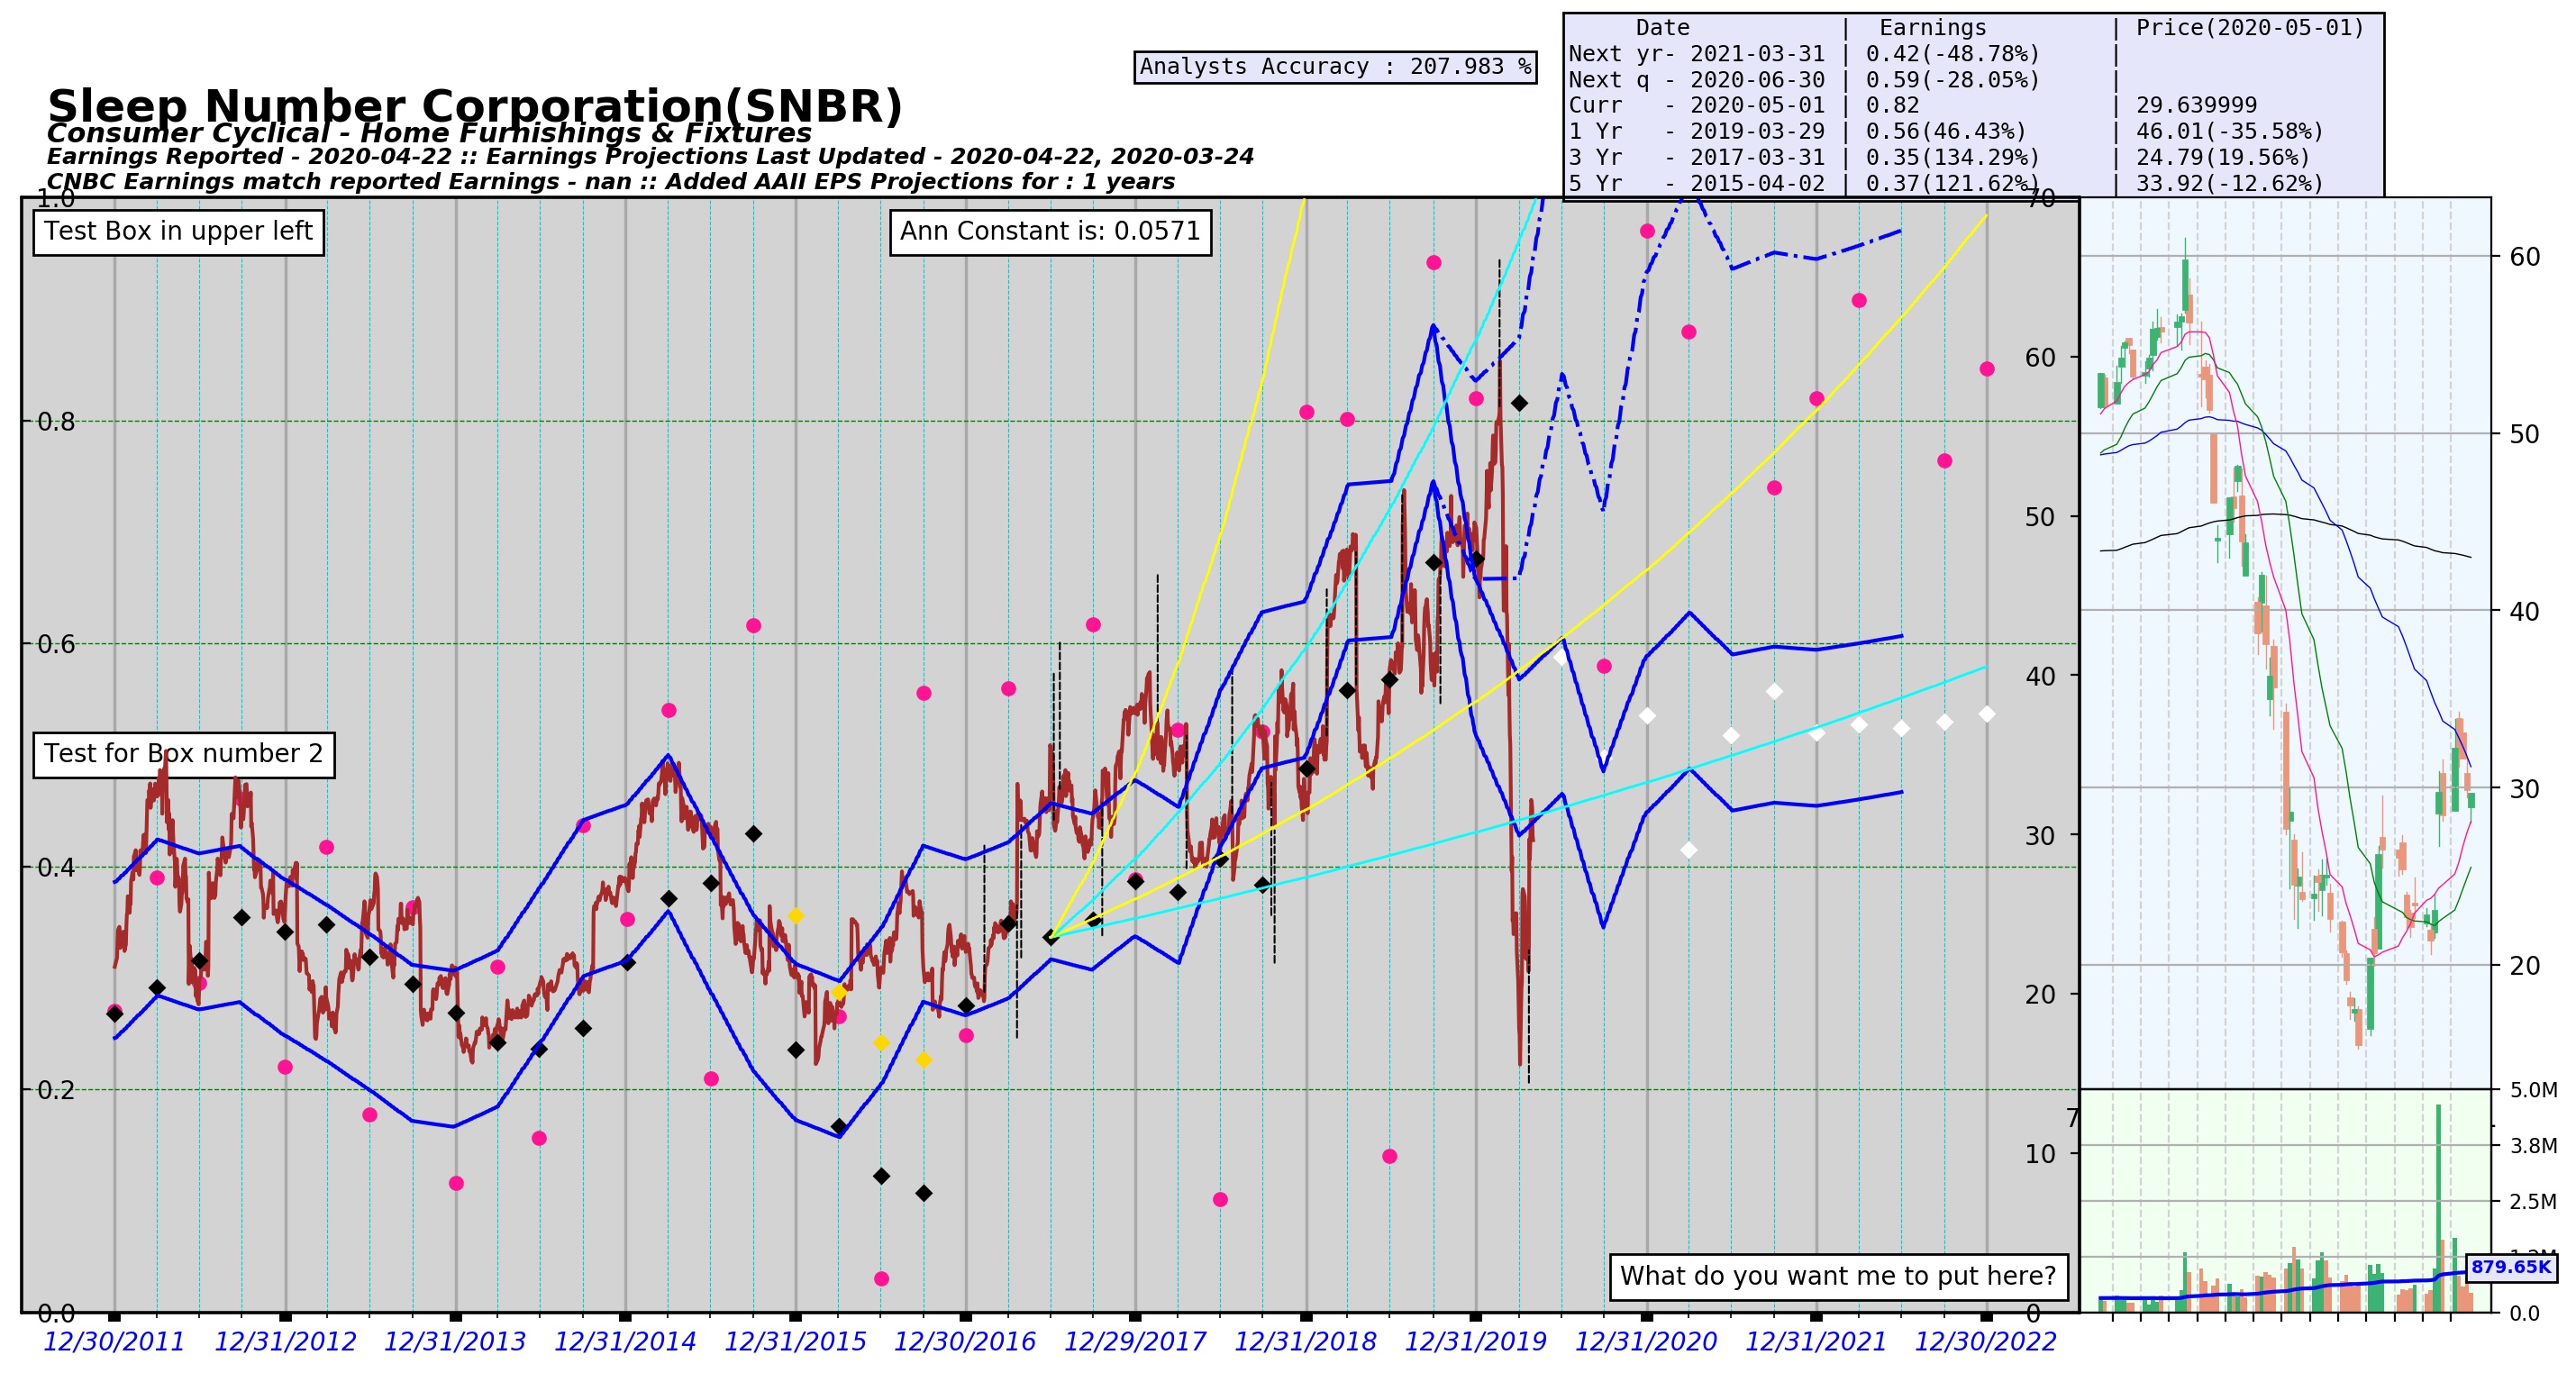 Date | Earnings | Price(2020-05-01)
Next yr- 2021-03-31 | 0.42(-48.78%) |
Next q - 2020-06-30 | 0.59(-28.05%) |
Curr - 2020-05-01 | 0.82 | 29.639999
1 Yr - 2019-03-29 | 0.56(46.43%) | 46.01(-35.58%)
3 Yr - 2017-03-31 | 0.35(134.29%) | 24.79(19.56%)
5 Yr - 2015-04-02 | 0.37(121.62%) | 33.92(-12.62%)
Analysts Accuracy : 207.983 %
Sleep Number Corporation(SNBR)
Consumer Cyclical - Home Furnishings & Fixtures
Earnings Reported - 2020-04-22 :: Earnings Projections Last Updated - 2020-04-22, 2020-03-24
CNBC Earnings match reported Earnings - nan :: Added AAII EPS Projections for : 1 years
1.0
0.8
0.6
0.4
0.2
0.0
Test Box in upper left
Ann Constant is: 0.0571
Test for Box number 2
What do you want me to put here?
70
60
50
40
30
20
10
0
7
60
50
40
30
20
5.0M
3.8M
2.5M
879.65K
0.0
12/30/2011 12/31/2012 12/31/2013 12/31/2014 12/31/2015 12/30/2016 12/29/2017 12/31/2018 12/31/2019 12/31/2020 12/31/2021 12/30/2022